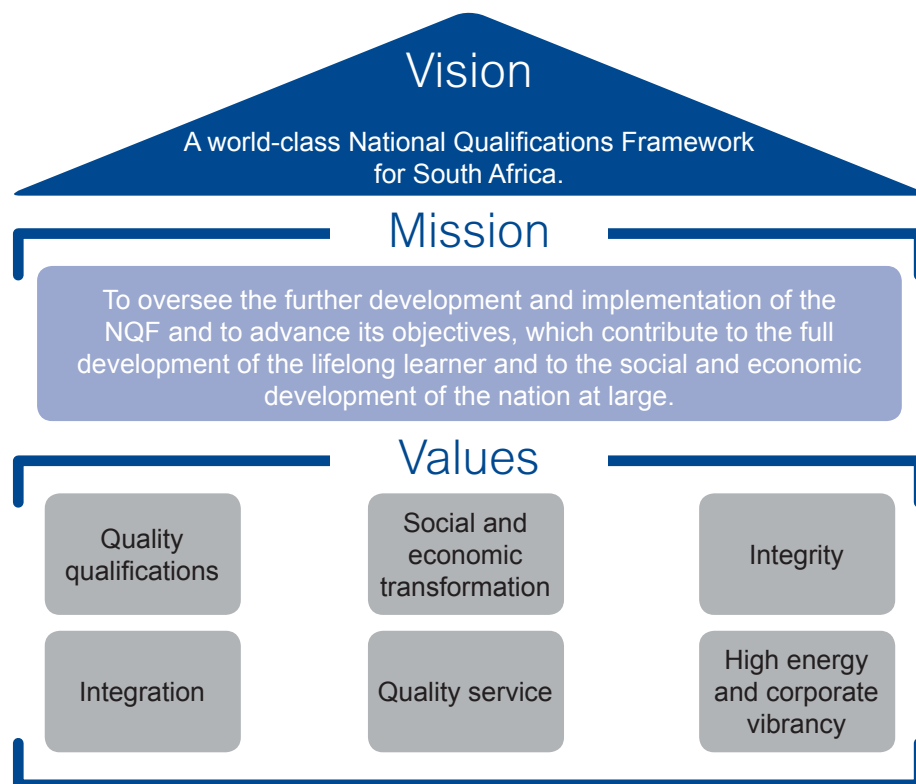 Vision
A world-class National Qualifications Framework
for South Africa.
Mission
To oversee the further development and implementation of the
NQF and to advance its objectives, which contribute to the full
development of the lifelong learner and to the social and economic
development of the nation at large.
Values
Quality
qualifications
Social and
economic
transformation
Integrity
Integration
Quality service
High energy
and corporate
vibrancy